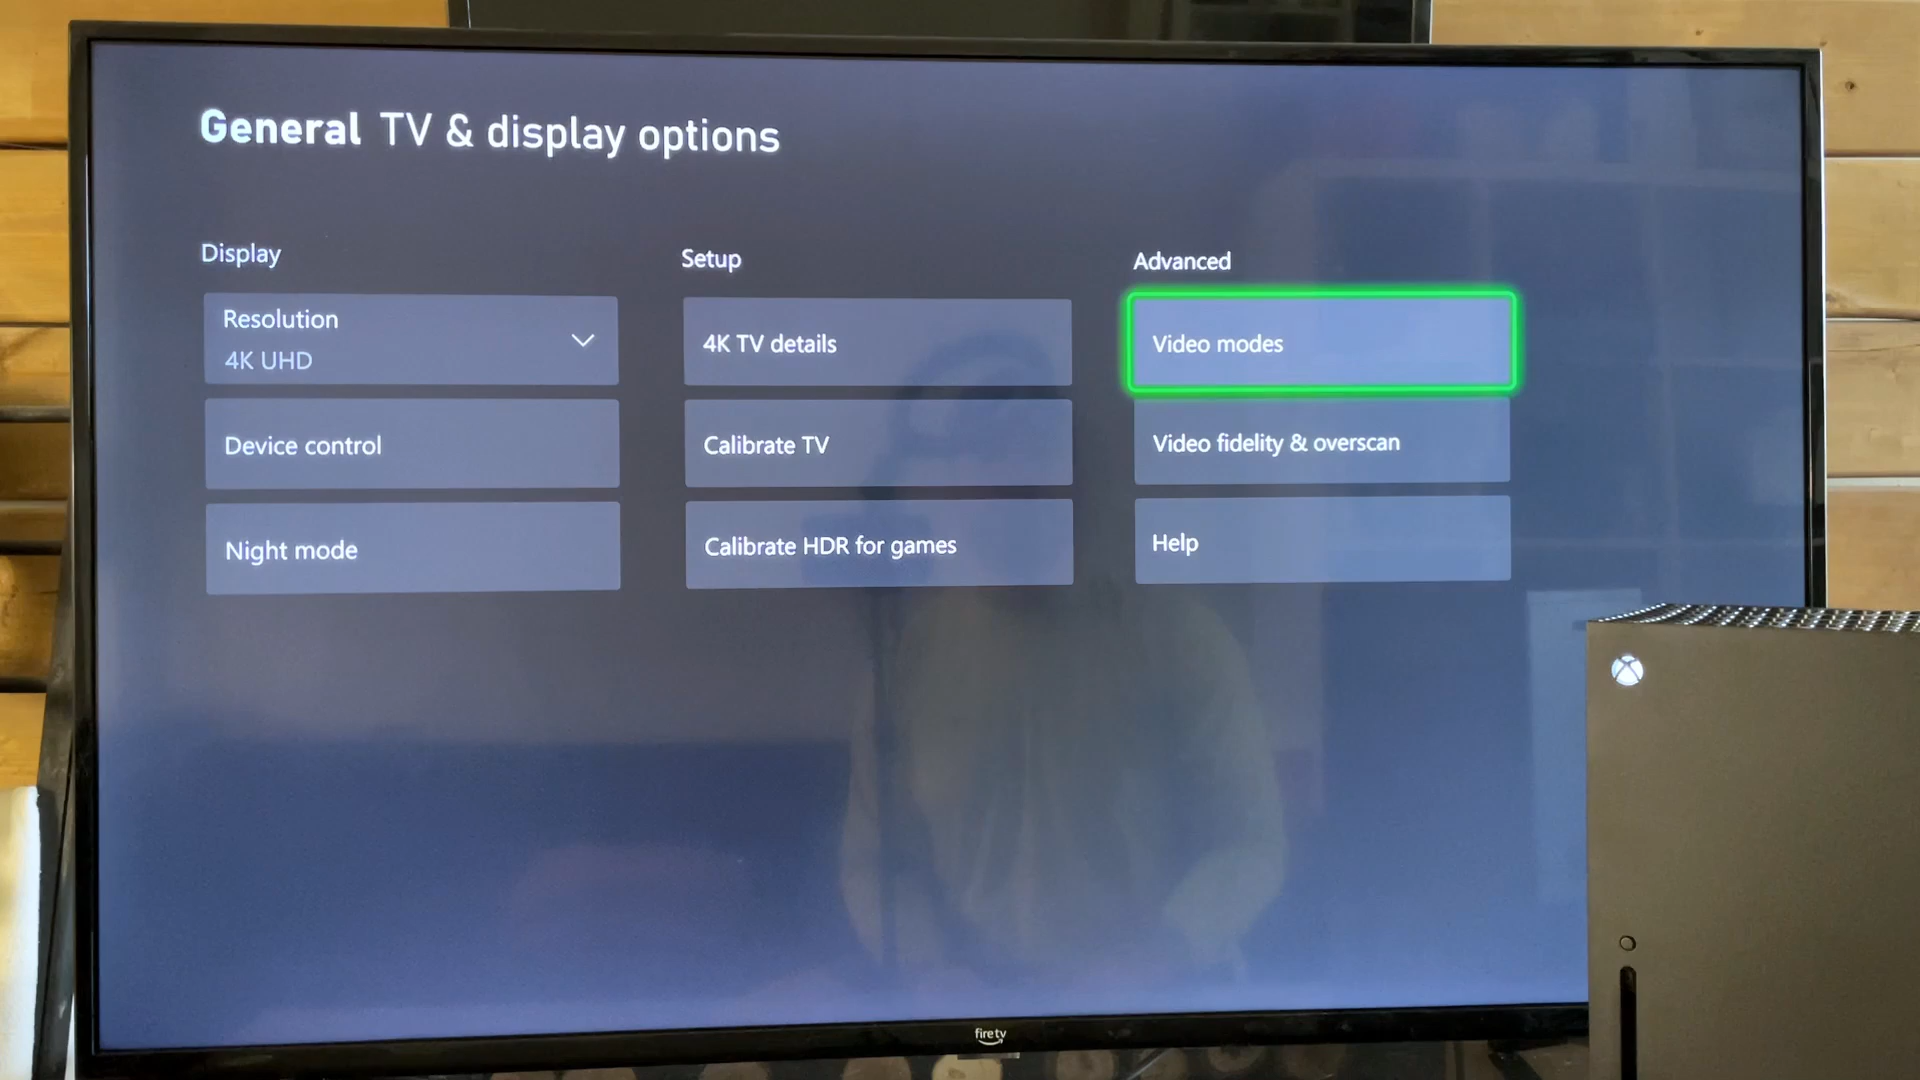 General TV & display options
Display
Resolution
4K UHD
Device control
Night mode
Setup
4K TV details
Calibrate TV
Calibrate HDR for games
Advanced
Video modes
Video fidelity & overscan
Help
firetv